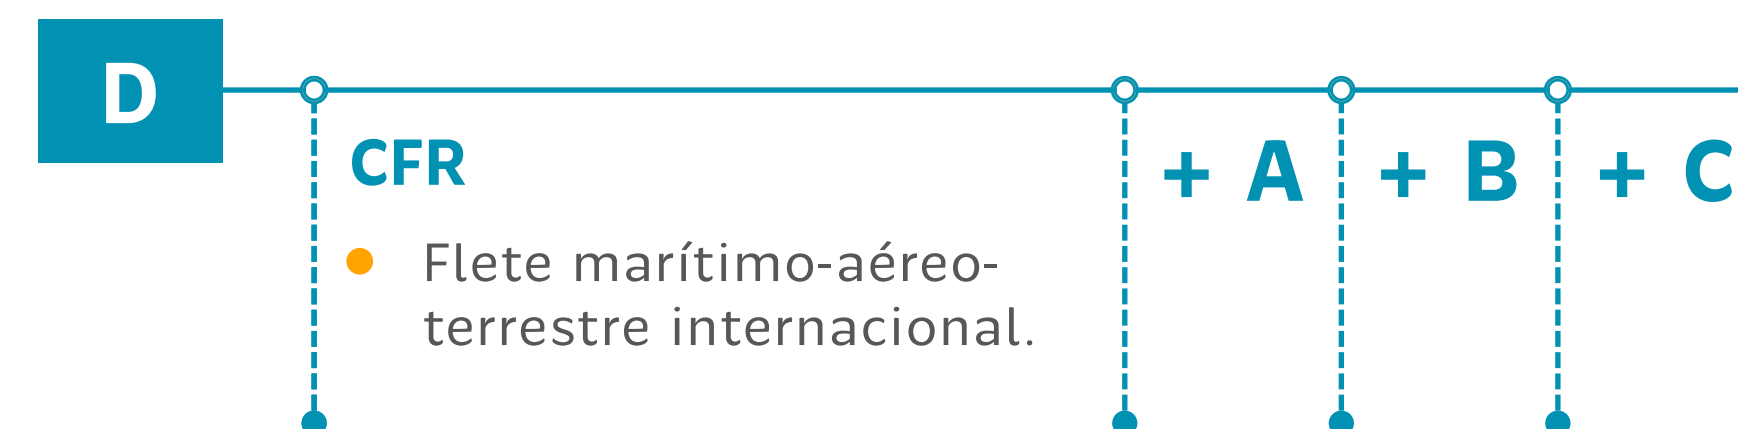 D
CFR + A + B + C
Flete marítimo-aéreo-
terrestre internacional.